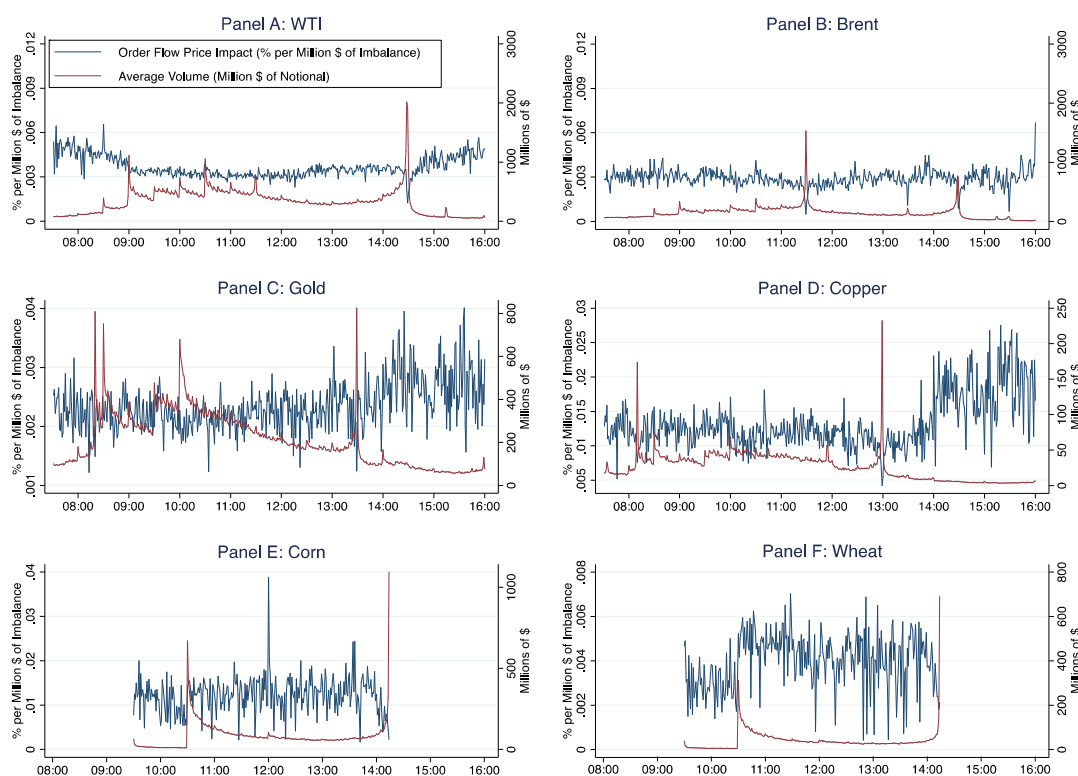 Panel A: WTI
% per Million $ of Imbalance
0 .003 .006 .009 .012
Order Flow Price Impact (% per Million $ of Imbalance)
Average Volume (Million $ of Notional)
0 1000 2000 3000
Millions of $
08:00 09:00 10:00 11:00 12:00 13:00 14:00 15:00 16:00
Panel B: Brent
% per Million $ of Imbalance
0 .003 .006 .009 .012
0 1000 2000 3000
Millions of $
08:00 09:00 10:00 11:00 12:00 13:00 14:00 15:00 16:00
Panel C: Gold
% per Million $ of Imbalance
.001 .002 .003 .004
0 200 400 600 800
Millions of $
08:00 09:00 10:00 11:00 12:00 13:00 14:00 15:00 16:00
Panel D: Copper
% per Million $ of Imbalance
.005 .01 .015 .02 .025 .03
0 50 100 150 200 250
Millions of $
08:00 09:00 10:00 11:00 12:00 13:00 14:00 15:00 16:00
Panel E: Corn
% per Million $ of Imbalance
0 .01 .02 .03 .04
0 500 1000
Millions of $
08:00 09:00 10:00 11:00 12:00 13:00 14:00 15:00 16:00
Panel F: Wheat
% per Million $ of Imbalance
0 .002 .004 .006 .008
0 200 400 600 800
Millions of $
08:00 09:00 10:00 11:00 12:00 13:00 14:00 15:00 16:00